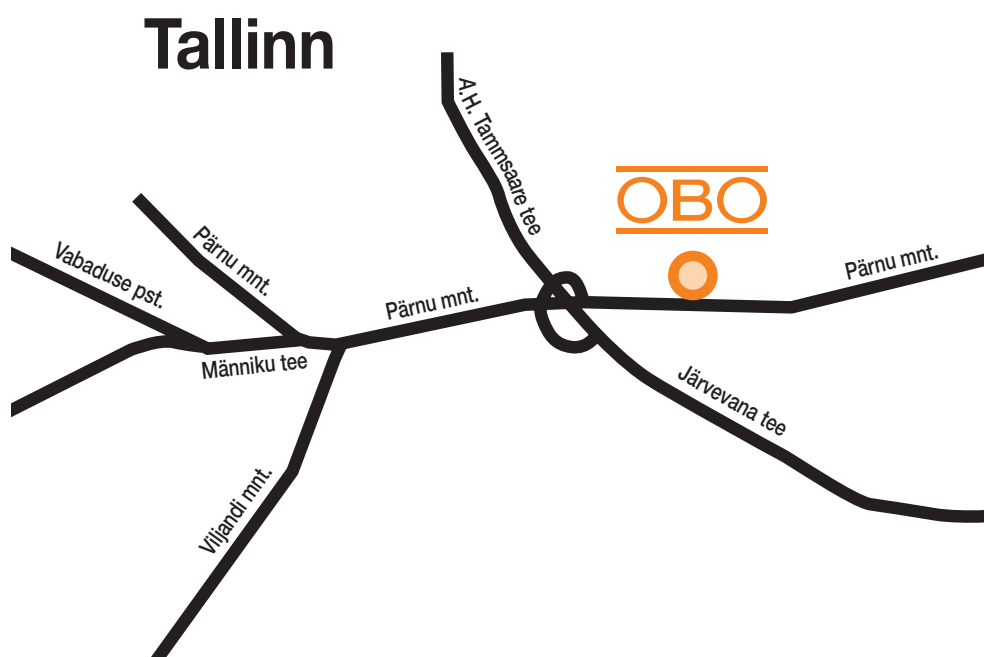 Tallinn
A.H. Tammsaare tee
OBO
Pärnu mnt.
Vabaduse pst.
Pärnu mnt.
Pärnu mnt.
Männiku tee
Järvevana tee
Viljandi mnt.